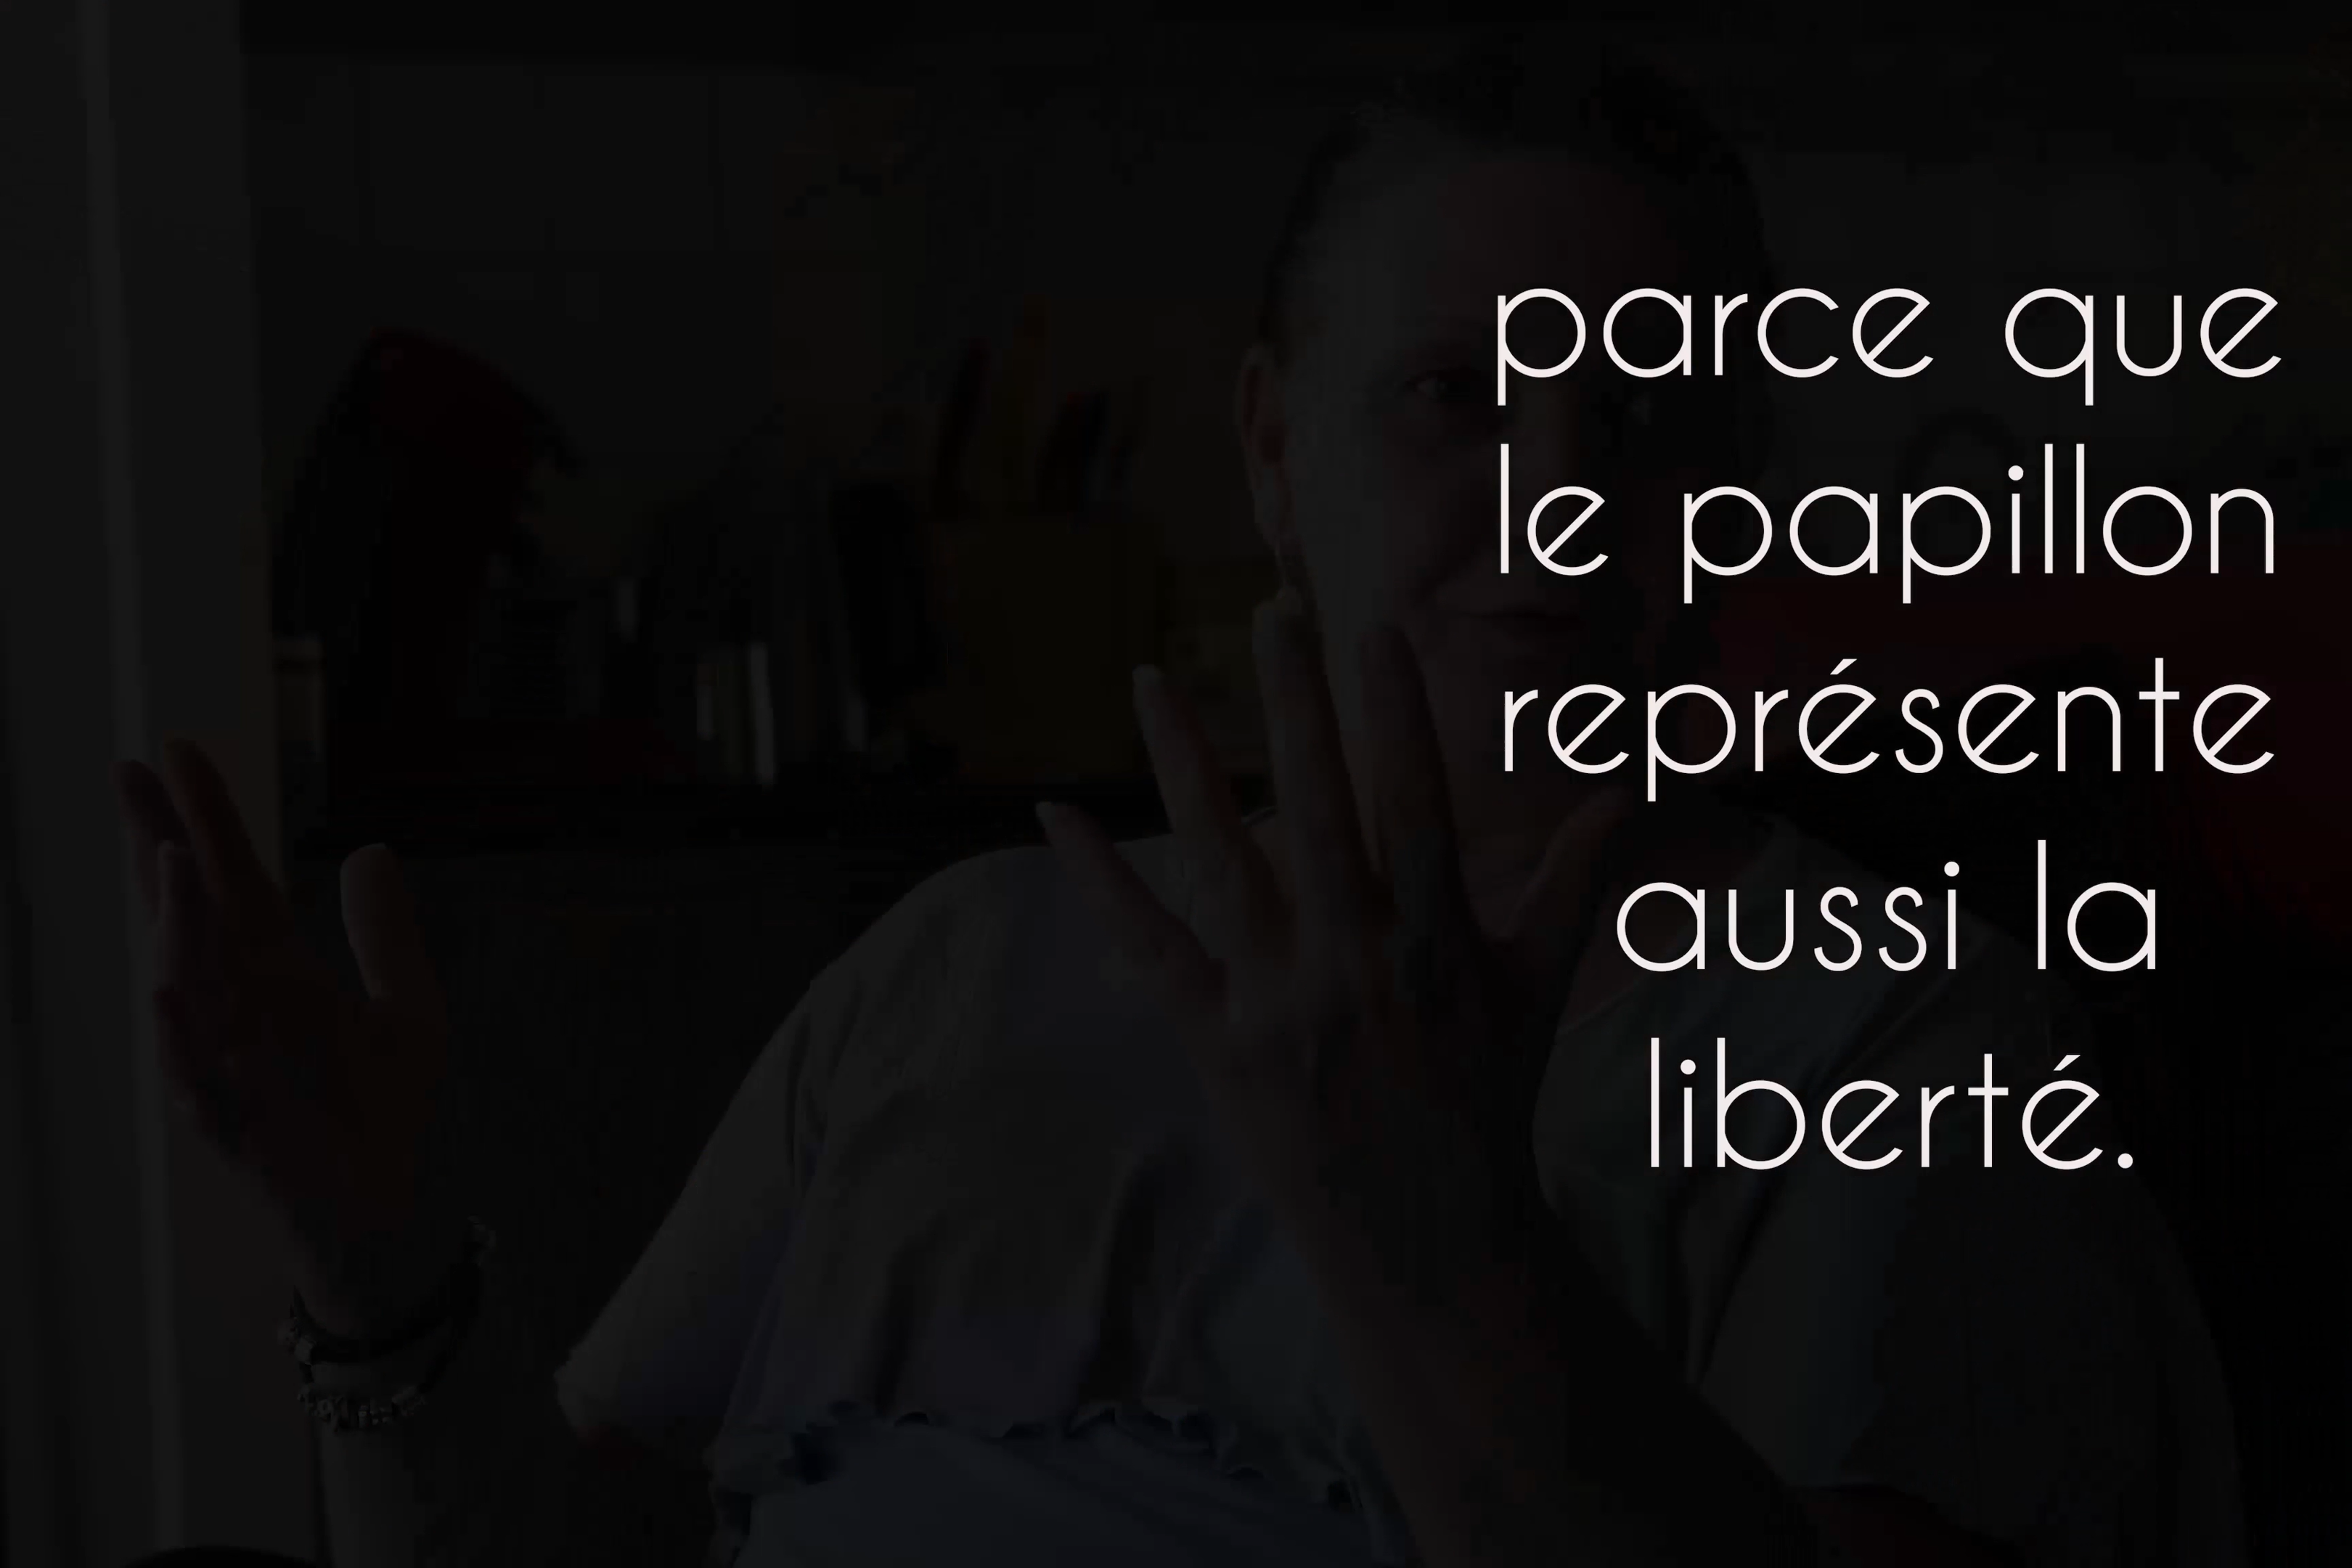 parce que
le papillon
représente
aussi la
liberté.